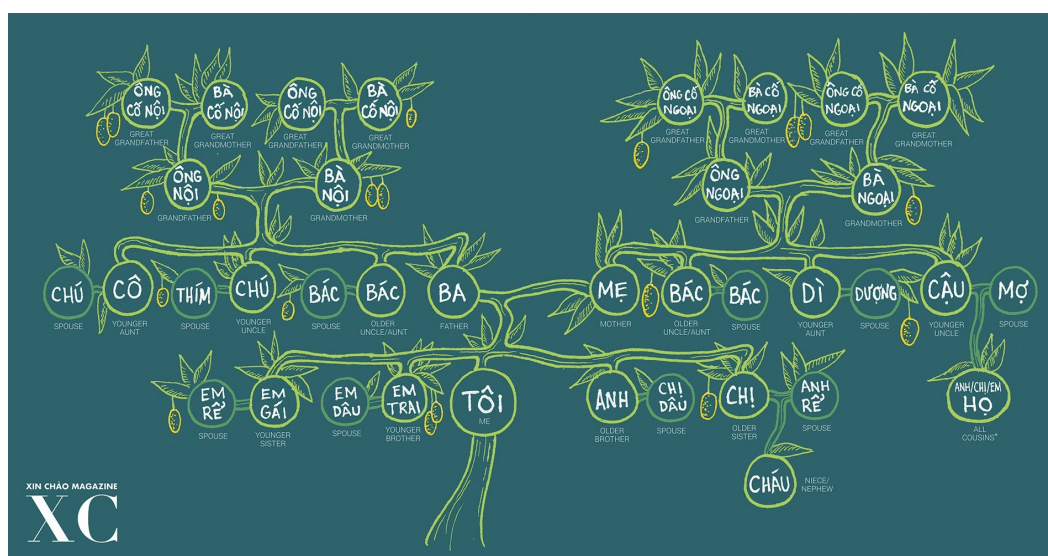 ÔNG
CỐ NỘI
GREAT
GRANDFATHER
BÀ
CỐ NỘI
GREAT
GRANDMOTHER
ÔNG
CỐ NỘI
GREAT
GRANDFATHER
BÀ
CỐ NỘI
GREAT
GRANDMOTHER
ÔNG CỐ
NGOẠI
GREAT
GRANDFATHER
BÀ CỐ
NGOẠI
GREAT
GRANDMOTHER
ÔNG CỐ
NGOẠI
GREAT
GRANDFATHER
BÀ CỐ
NGOẠI
GREAT
GRANDMOTHER
ÔNG
NỘI
GRANDFATHER
BÀ
NỘI
GRANDMOTHER
ÔNG
NGOẠI
GRANDFATHER
BÀ
NGOẠI
GRANDMOTHER
CHÚ
SPOUSE
CÔ
YOUNGER
AUNT
THÍM
SPOUSE
CHÚ
YOUNGER
UNCLE
BÁC
SPOUSE
BÁC
OLDER
UNCLE/AUNT
BA
FATHER
MẸ
MOTHER
BÁC
OLDER
UNCLE/AUNT
BÁC
SPOUSE
DÌ
YOUNGER
AUNT
DƯỢNG
SPOUSE
CẬU
YOUNGER
UNCLE
MỢ
SPOUSE
EM
RỂ
SPOUSE
EM
GÁI
YOUNGER
SISTER
EM
DÂU
SPOUSE
EM
TRAI
YOUNGER
BROTHER
TÔI
ME
ANH
OLDER
BROTHER
CHỊ
DÂU
SPOUSE
CHỊ
OLDER
SISTER
ANH
RỂ
SPOUSE
ANH/CHỊ/EM
HỌ
ALL
COUSINS*
CHÁU
NIECE/
NEPHEW
XIN CHÀO MAGAZINE
XC